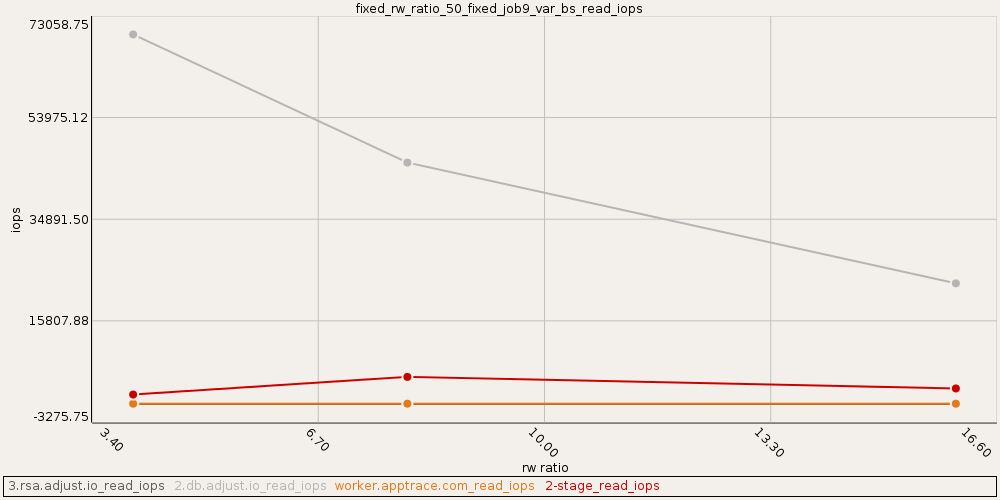 fixed_rw_ratio_50_fixed_job9_var_bs_read_iops
73058.75
53975.12
iops
34891.50
15807.88
-3275.75
3.40 6.70 10.00 13.30 16.60
rw ratio
3.rsa.adjust.io_read_iops 2.db.adjust.io_read_iops worker.apptrace.com_read_iops 2-stage_read_iops